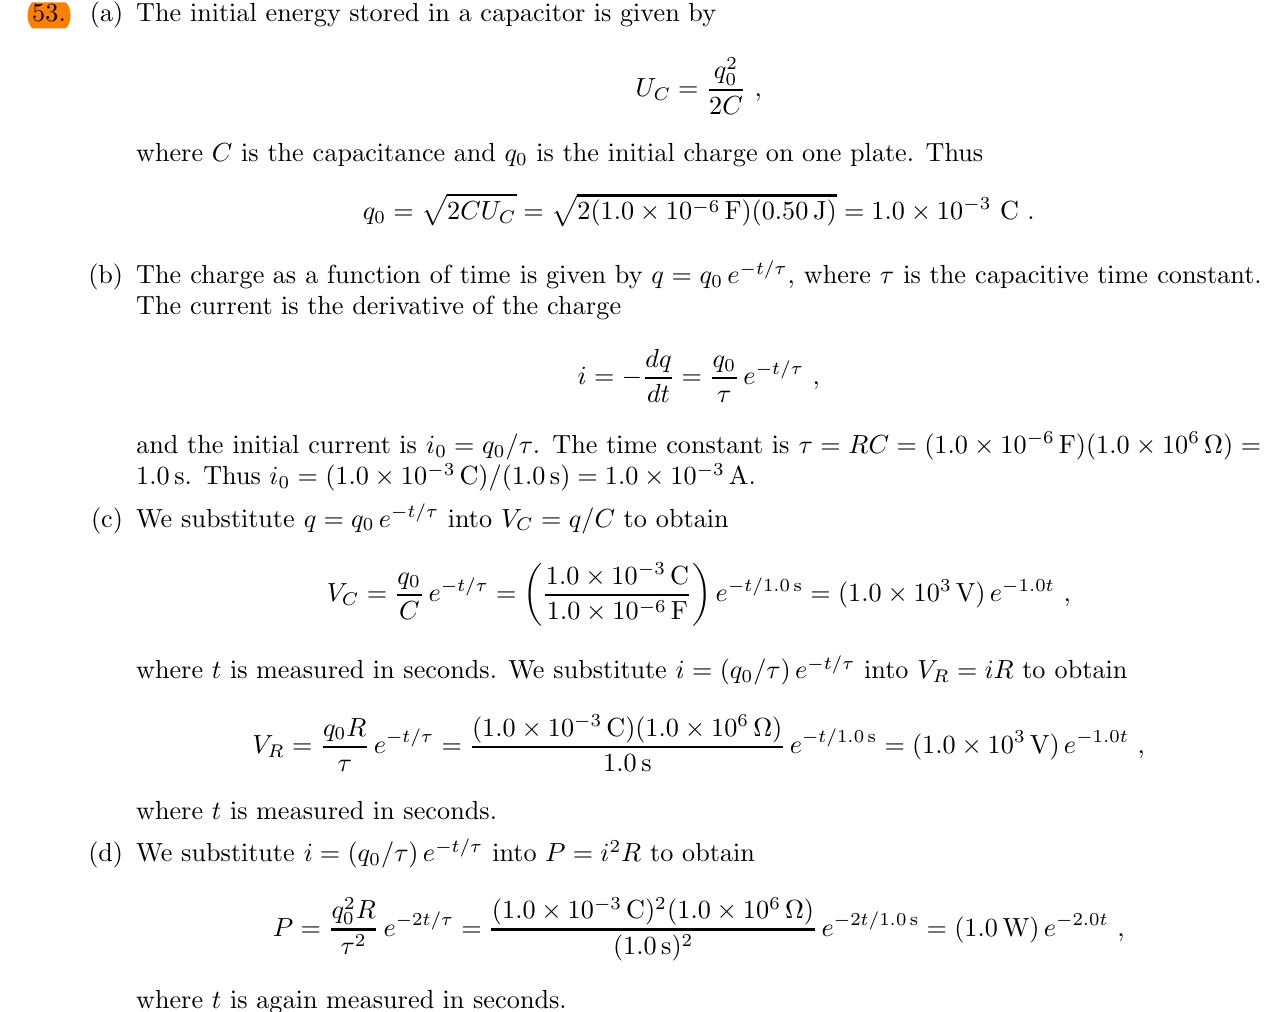 53. (a) The initial energy stored in a capacitor is given by
U_C = q_0^2 / 2C ,
where C is the capacitance and q_0 is the initial charge on one plate. Thus
q_0 = √(2CU_C) = √(2(1.0 × 10^−6 F)(0.50 J)) = 1.0 × 10^−3 C .
(b) The charge as a function of time is given by q = q_0 e^−t/τ , where τ is the capacitive time constant.
The current is the derivative of the charge
i = − dq/dt = q_0/τ e^−t/τ ,
and the initial current is i_0 = q_0/τ. The time constant is τ = RC = (1.0 × 10^−6 F)(1.0 × 10^6 Ω) =
1.0 s. Thus i_0 = (1.0 × 10^−3 C)/(1.0 s) = 1.0 × 10^−3 A.
(c) We substitute q = q_0 e^−t/τ into V_C = q/C to obtain
V_C = q_0/C e^−t/τ = (1.0 × 10^−3 C / 1.0 × 10^−6 F) e^−t/1.0 s = (1.0 × 10^3 V) e^−1.0t ,
where t is measured in seconds. We substitute i = (q_0/τ) e^−t/τ into V_R = iR to obtain
V_R = q_0R/τ e^−t/τ = (1.0 × 10^−3 C)(1.0 × 10^6 Ω) / 1.0 s e^−t/1.0 s = (1.0 × 10^3 V) e^−1.0t ,
where t is measured in seconds.
(d) We substitute i = (q_0/τ) e^−t/τ into P = i^2R to obtain
P = q_0^2R/τ^2 e^−2t/τ = (1.0 × 10^−3 C)^2(1.0 × 10^6 Ω) / (1.0 s)^2 e^−2t/1.0 s = (1.0 W) e^−2.0t ,
where t is again measured in seconds.